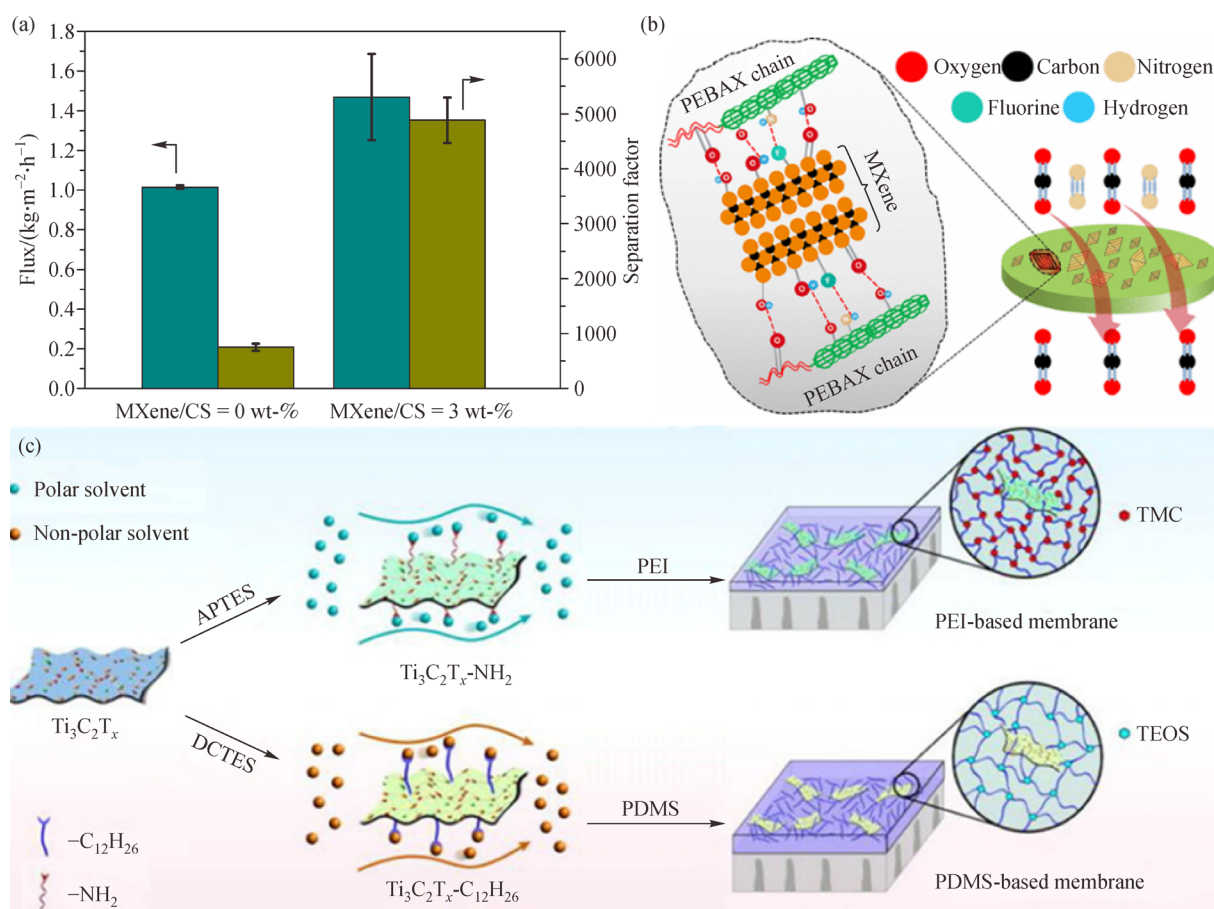 (a)
1.8
1.6
1.4
1.2
1.0
0.8
0.6
0.4
0.2
0.0
Flux/(kg·m⁻²·h⁻¹)
6000
5000
4000
3000
2000
1000
0
Separation factor
MXene/CS = 0 wt-%
MXene/CS = 3 wt-%
(b)
PEBAX chain
MXene
PEBAX chain
Oxygen
Carbon
Nitrogen
Fluorine
Hydrogen
(c)
Polar solvent
Non-polar solvent
Ti₃C₂Tₓ
APTES
DCTES
Ti₃C₂Tₓ-NH₂
PEI
PEI-based membrane
TMC
Ti₃C₂Tₓ-C₁₂H₂₆
PDMS
PDMS-based membrane
TEOS
–C₁₂H₂₆
–NH₂